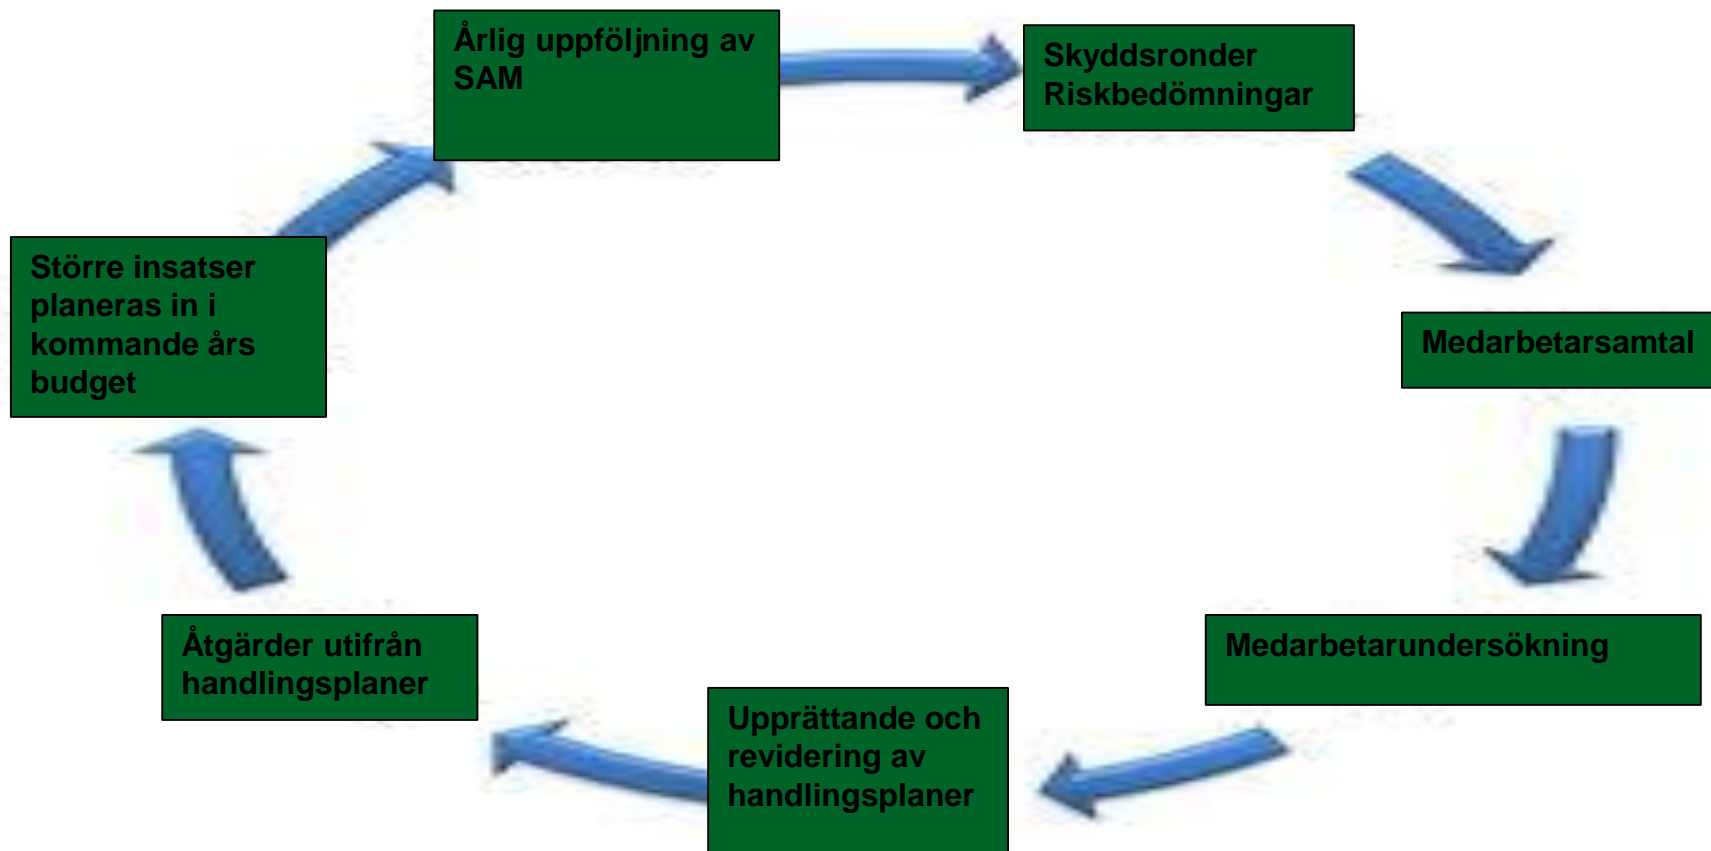 Årlig uppföljning av
SAM
Skyddsronder
Riskbedömningar
Medarbetarsamtal
Medarbetarundersökning
Upprättande och
revidering av
handlingsplaner
Åtgärder utifrån
handlingsplaner
Större insatser
planeras in i
kommande års
budget